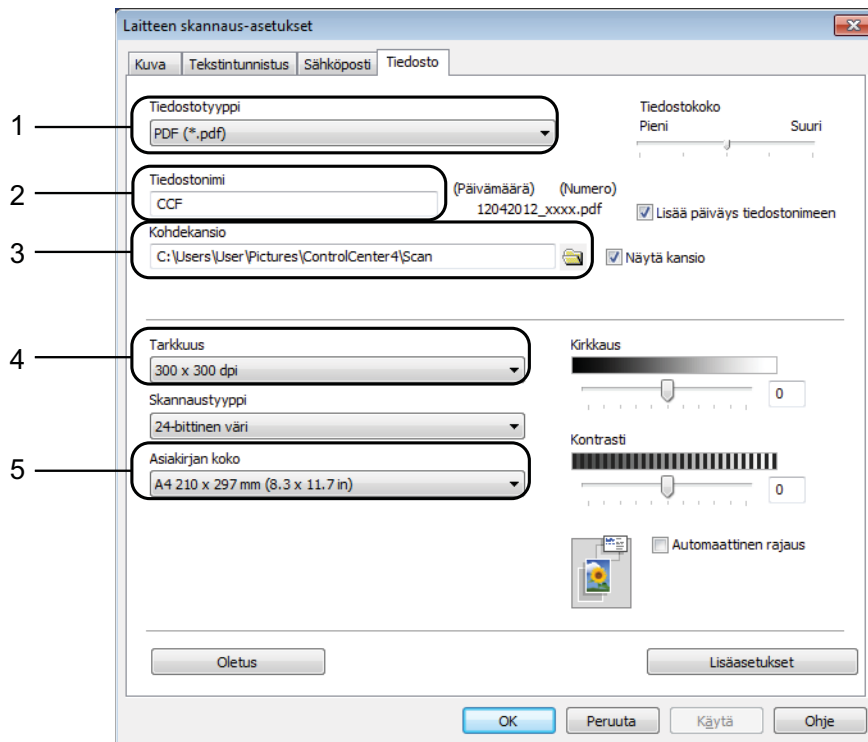 Laitteen skannaus-asetukset
Kuva Tekstintunnistus Sähköposti Tiedosto
1
Tiedostotyyppi
PDF (*.pdf)
Tiedostokoko
Pieni Suuri
2
Tiedostonimi
CCF
(Päivämäärä) (Numero)
12042012_xxxx.pdf
Lisää päiväys tiedostonimeen
3
Kohdekansio
C:\Users\User\Pictures\ControlCenter4\Scan
Näytä kansio
4
Tarkkuus
300 x 300 dpi
Kirkkaus
0
Skannaustyyppi
24-bittinen väri
Kontrasti
0
5
Asiakirjan koko
A4 210 x 297 mm (8.3 x 11.7 in)
Automaattinen rajaus
Oletus Lisäasetukset
OK Peruuta Käytä Ohje